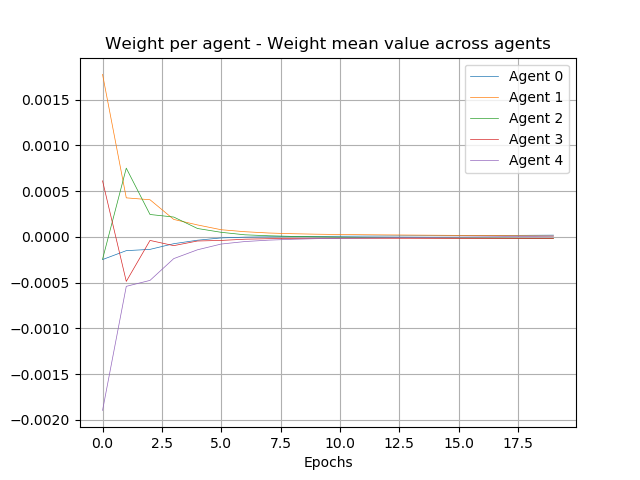 Weight per agent - Weight mean value across agents
Agent 0
Agent 1
Agent 2
Agent 3
Agent 4
0.0015
0.0010
0.0005
0.0000
−0.0005
−0.0010
−0.0015
−0.0020
0.0 2.5 5.0 7.5 10.0 12.5 15.0 17.5
Epochs